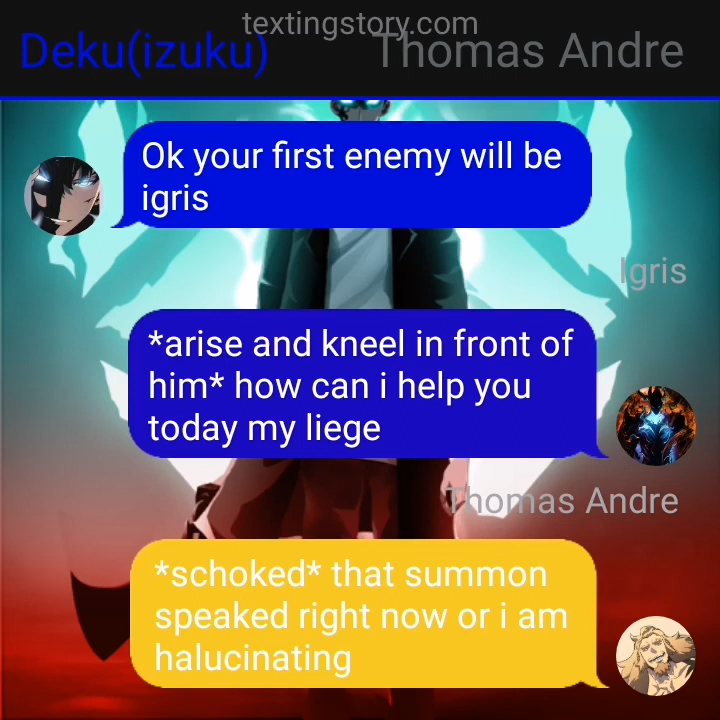 textingstory.com
Deku(izuku) Thomas Andre
Ok your first enemy will be
igris
Igris
*arise and kneel in front of
him* how can i help you
today my liege
Thomas Andre
*schoked* that summon
speaked right now or i am
halucinating